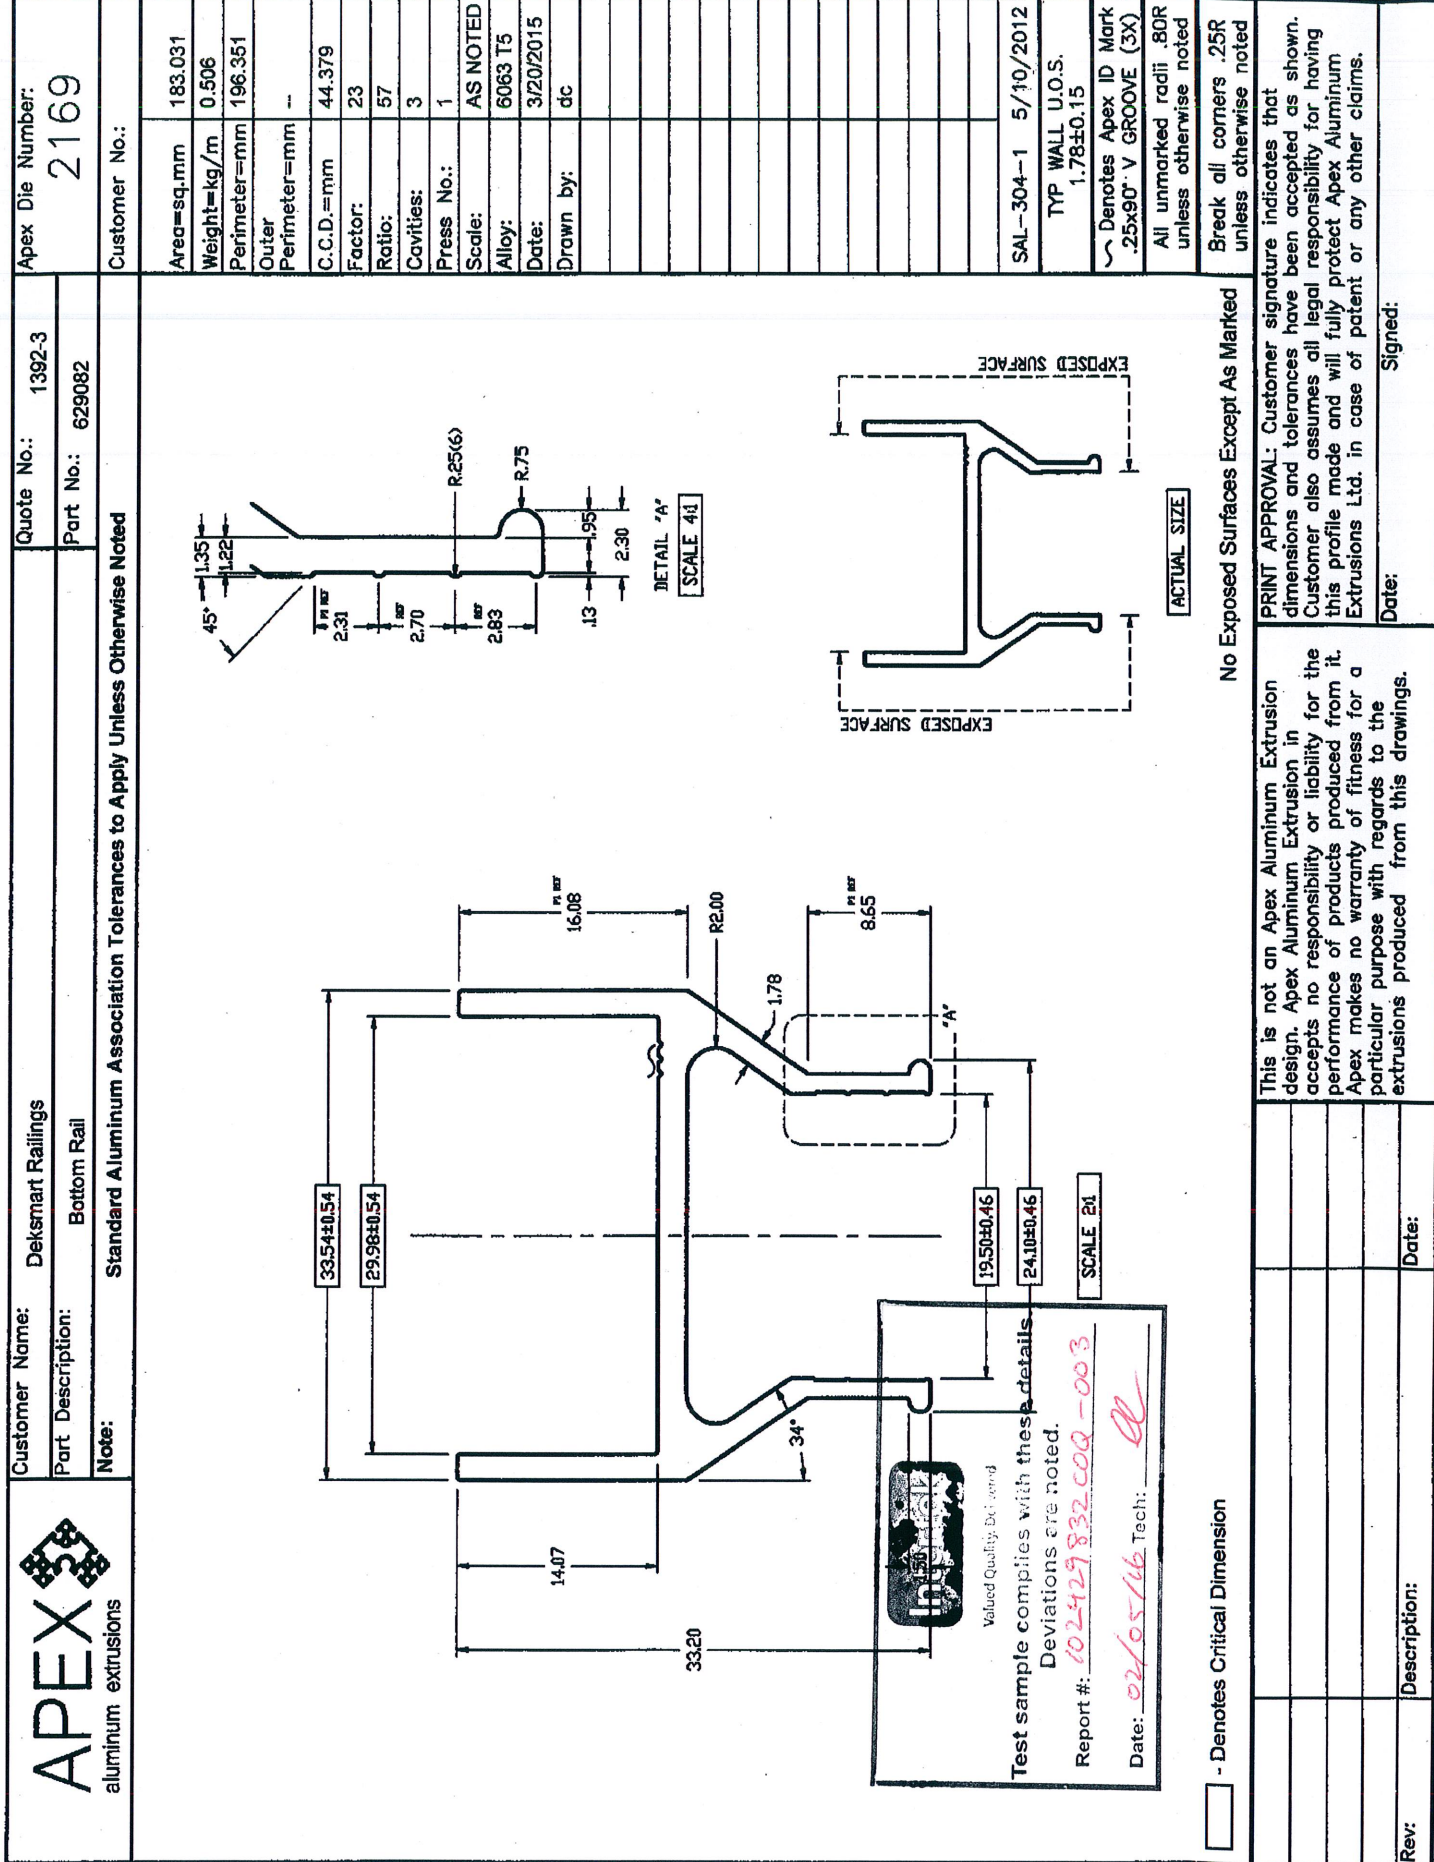 APEX
aluminum extrusions
Customer Name: Deksmart Railings
Quote No.: 1392-3
Apex Die Number:
2169
Part Description: Bottom Rail
Part No.: 629082
Customer No.:
Note: Standard Aluminum Association Tolerances to Apply Unless Otherwise Noted
Area=sq.mm 183.031
Weight=kg/m 0.506
Perimeter=mm 196.351
Outer
Perimeter=mm --
C.C.D.=mm 44.379
Factor: 23
Ratio: 57
Cavities: 3
Press No.: 1
Scale: AS NOTED
Alloy: 6063 T5
Date: 3/20/2015
Drawn by: dc
SAL-304-1 5/10/2012
TYP WALL U.O.S.
1.78±0.15
Denotes Apex ID Mark
.25x90° V GROOVE (3X)
All unmarked radii .80R
unless otherwise noted
Break all corners .25R
unless otherwise noted
33.54±0.54
29.98±0.54
14.07
33.20
16.08
P1 REF
R2.00
1.78
8.65
P1 REF
"A"
34°
1.50
19.50±0.46
24.10±0.46
SCALE 2:1
45°
1.35
1.22
P1 REF
2.31
REF
2.70
REF
2.83
R.25(6)
R.75
.95
.13
2.30
DETAIL "A"
SCALE 4:1
EXPOSED SURFACE
EXPOSED SURFACE
ACTUAL SIZE
No Exposed Surfaces Except As Marked
Intertek
Valued Quality. Delivered
Test sample complies with these details.
Deviations are noted.
Report #: 102429832COQ-003
Date: 02/05/16 Tech:
- Denotes Critical Dimension
Rev: Description: Date:
This is not an Apex Aluminum Extrusion
design. Apex Aluminum Extrusion in
accepts no responsibility or liability for the
performance of products produced from it.
Apex makes no warranty of fitness for a
particular purpose with regards to the
extrusions produced from this drawings.
PRINT APPROVAL: Customer signature indicates that
dimensions and tolerances have been accepted as shown.
Customer also assumes all legal responsibility for having
this profile made and will fully protect Apex Aluminum
Extrusions Ltd. in case of patent or any other claims.
Date: Signed: